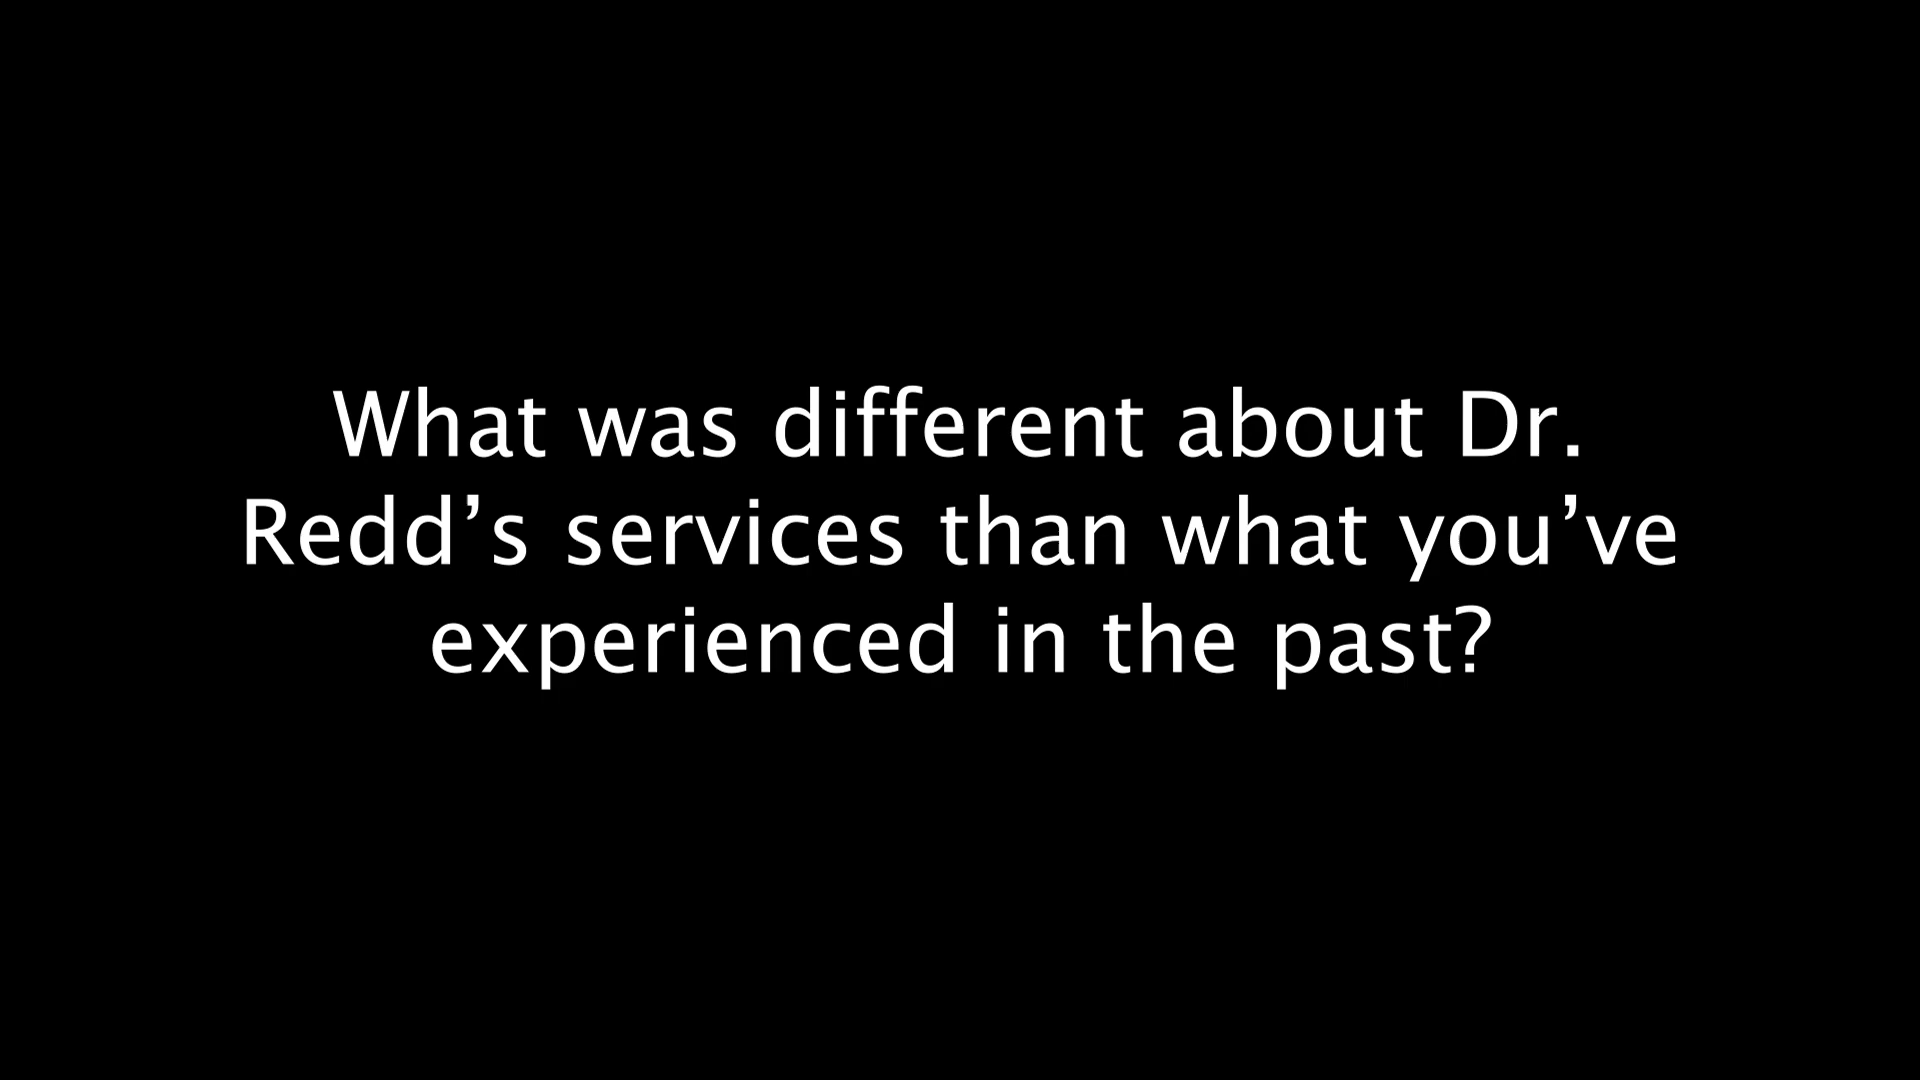 What was different about Dr.
Redd’s services than what you’ve
experienced in the past?